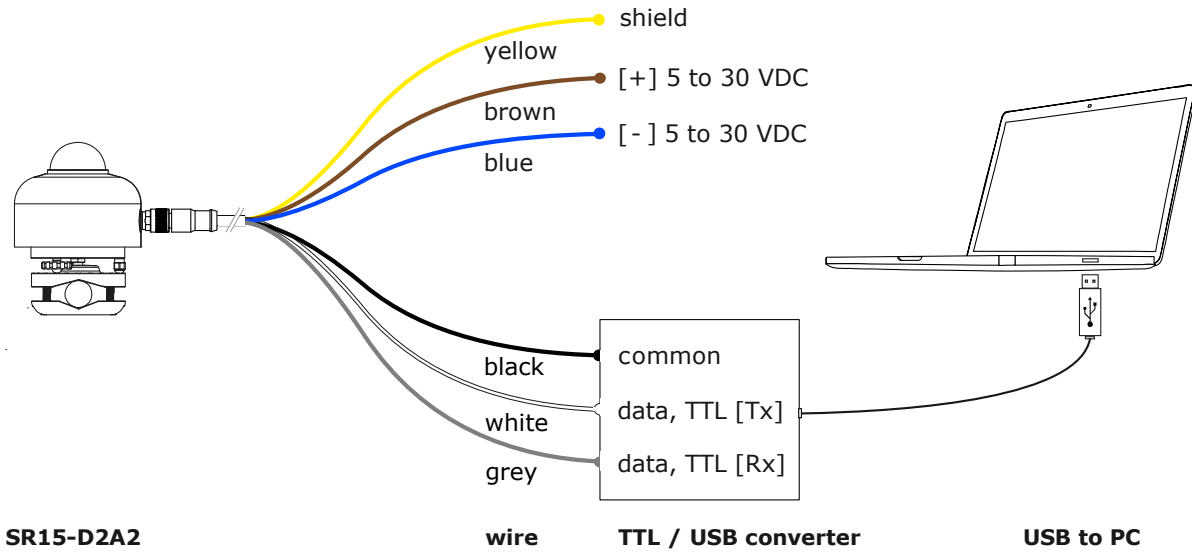 shield
yellow
[+] 5 to 30 VDC
brown
[-] 5 to 30 VDC
blue
common
black
data, TTL [Tx]
white
data, TTL [Rx]
grey
SR15-D2A2 wire TTL / USB converter USB to PC